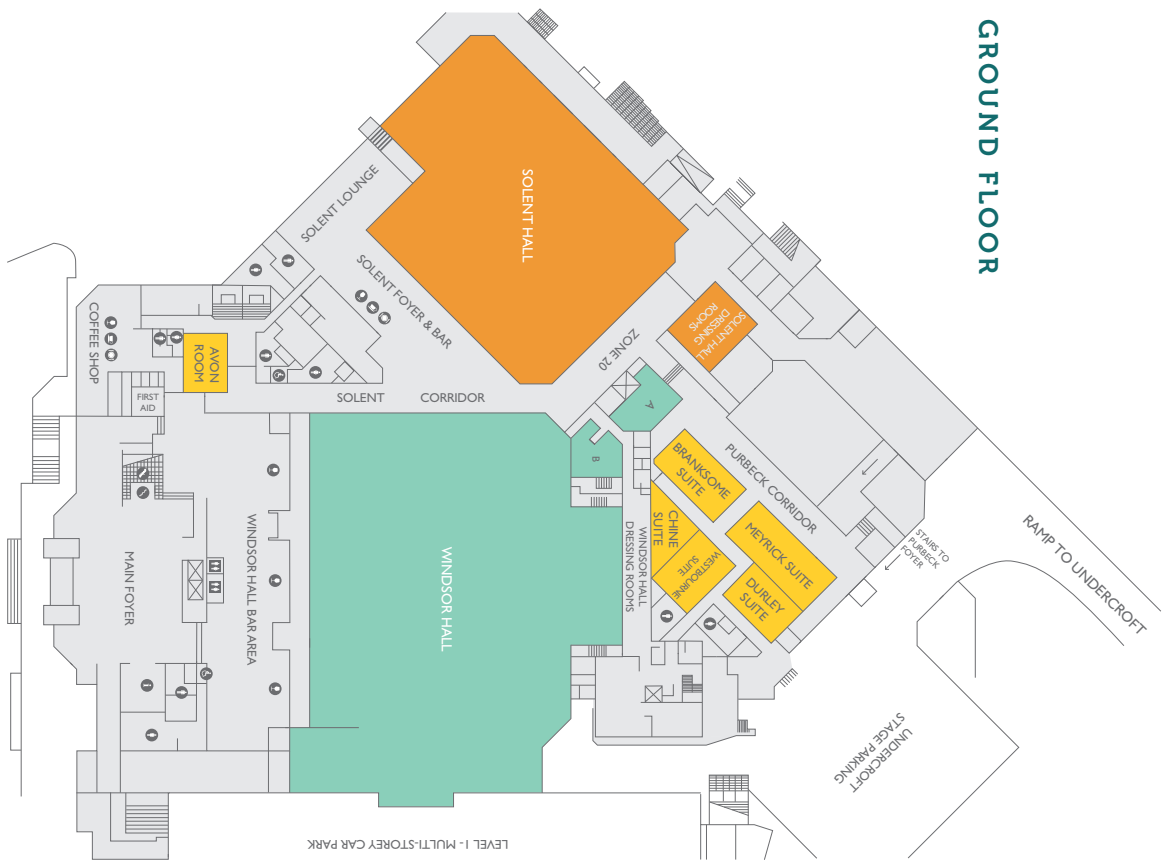 GROUND FLOOR
SOLENT HALL
SOLENT LOUNGE
SOLENT FOYER & BAR
ZONE 20
SOLENT HALL
DRESSING
ROOMS
COFFEE SHOP
AVON
ROOM
FIRST
AID
SOLENT CORRIDOR
A
B
BRANKSOME
SUITE
PURBECK CORRIDOR
CHINE
SUITE
WESTBOURNE
SUITE
MEYRICK SUITE
DURLEY
SUITE
STAIRS TO
PURBECK
FOYER
RAMP TO UNDERCROFT
WINDSOR HALL
DRESSING ROOMS
WINDSOR HALL
WINDSOR HALL BAR AREA
MAIN FOYER
UNDERCROFT
STAGE PARKING
LEVEL 1 - MULTI-STOREY CAR PARK